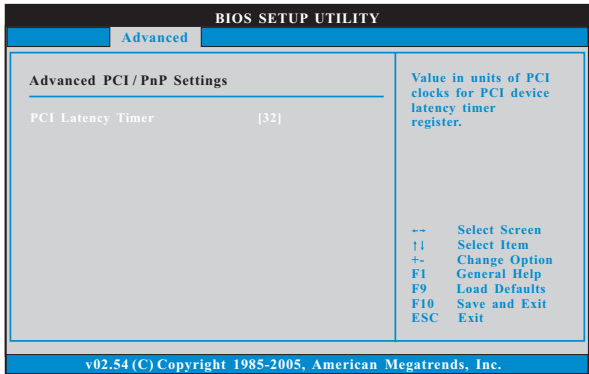 BIOS SETUP UTILITY
Advanced
Advanced PCI / PnP Settings
PCI Latency Timer [32]
Value in units of PCI
clocks for PCI device
latency timer
register.
←→ Select Screen
↑↓ Select Item
+- Change Option
F1 General Help
F9 Load Defaults
F10 Save and Exit
ESC Exit
v02.54 (C) Copyright 1985-2005, American Megatrends, Inc.